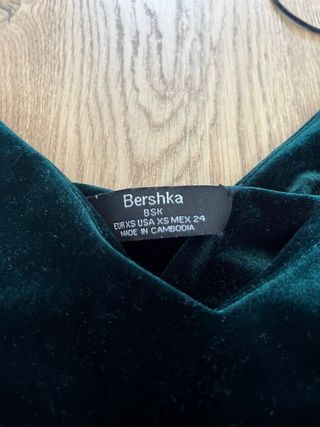 Bershka
BSK
EUR XS USA XS MEX 24
MADE IN CAMBODIA